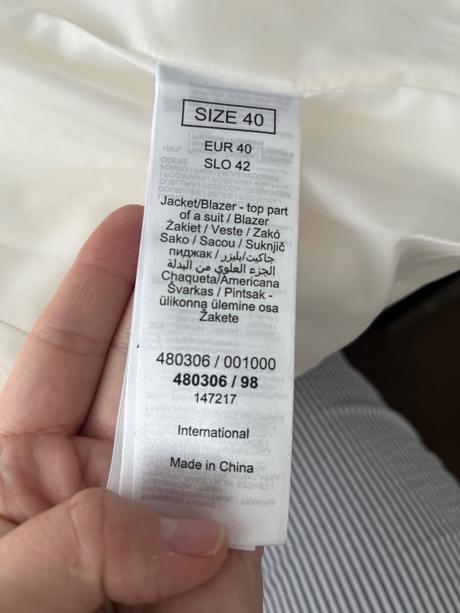 SIZE 40
EUR 40
SLO 42
Jacket/Blazer - top part
of a suit / Blazer
Žakiet / Veste / Zakó
Sako / Sacou / Suknjič
пиджак / جاكيت/بليزر
الجزء العلوي من البدلة
Chaqueta/Americana
Švarkas / Pintsak -
ülikonna ülemine osa
Žakete
480306 / 001000
480306 / 98
147217
International
Made in China